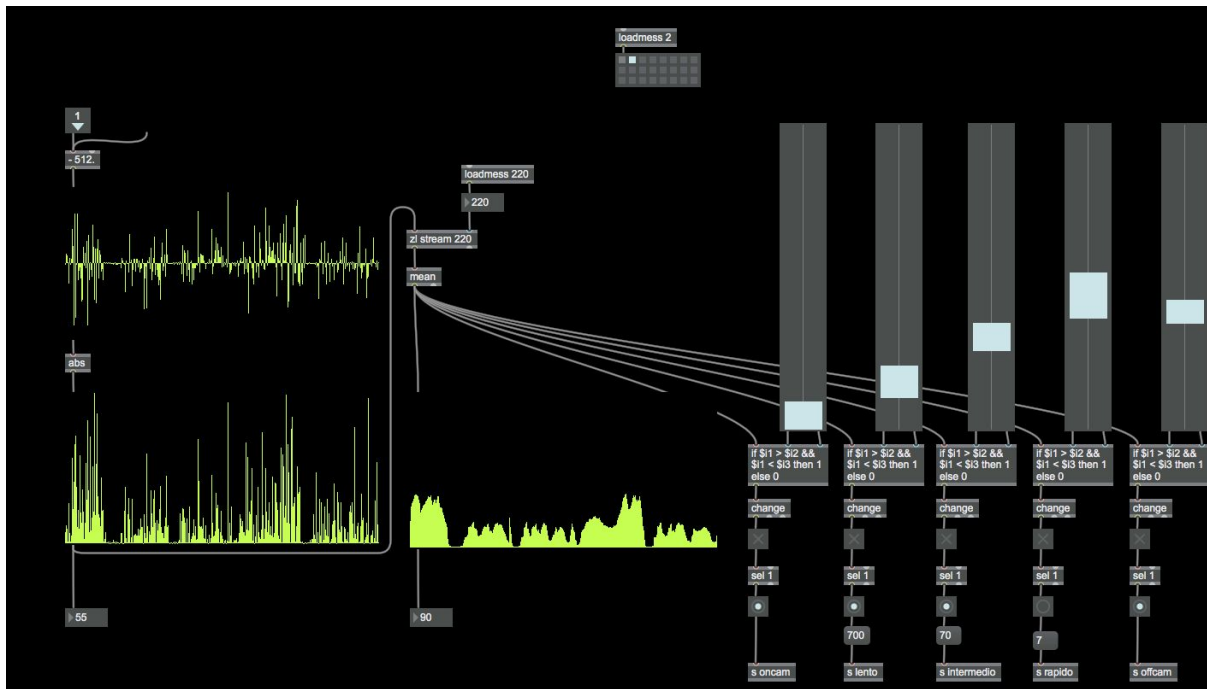 loadmess 2
1
- 512.
loadmess 220
220
zl stream 220
mean
abs
if $i1 > $i2 &&
$i1 < $i3 then 1
else 0
if $i1 > $i2 &&
$i1 < $i3 then 1
else 0
if $i1 > $i2 &&
$i1 < $i3 then 1
else 0
if $i1 > $i2 &&
$i1 < $i3 then 1
else 0
if $i1 > $i2 &&
$i1 < $i3 then 1
else 0
change
change
change
change
change
sel 1
sel 1
sel 1
sel 1
sel 1
55
90
700
70
7
s oncam
s lento
s intermedio
s rapido
s offcam